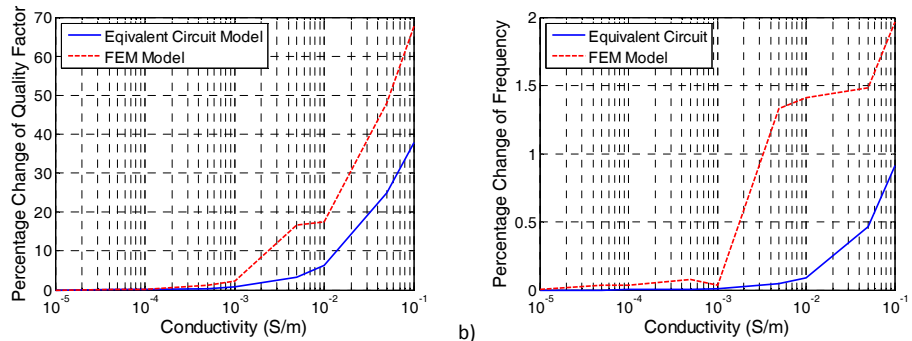 Percentage Change of Quality Factor
70
60
50
40
30
20
10
0
Eqivalent Circuit Model
FEM Model
10^-5
10^-4
10^-3
10^-2
10^-1
Conductivity (S/m)
b)
Percentage Change of Frequency
2
1.5
1
0.5
0
Equivalent Circuit
FEM Model
10^-5
10^-4
10^-3
10^-2
10^-1
Conductivity (S/m)